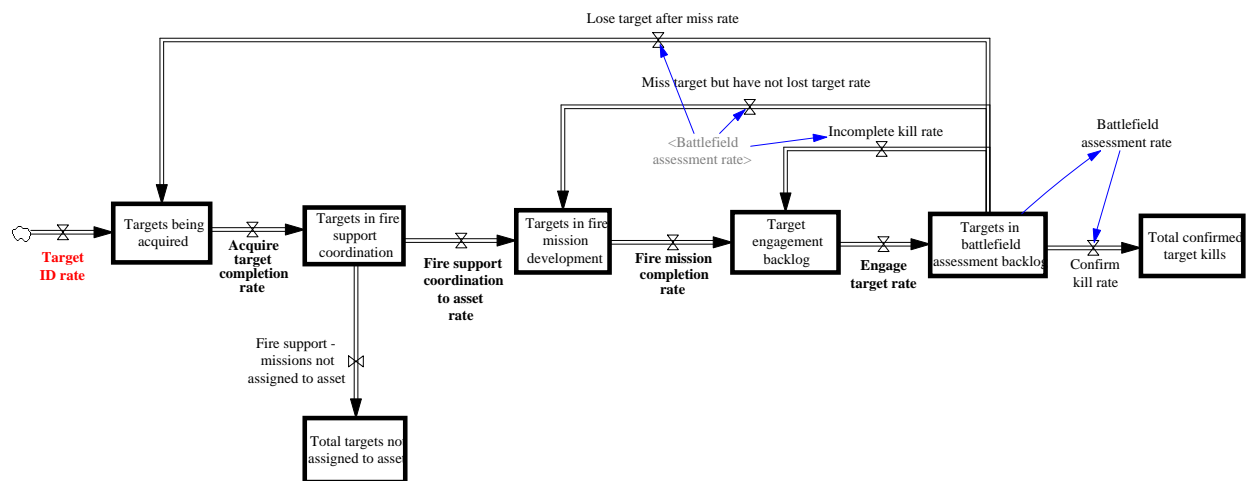 Lose target after miss rate
Miss target but have not lost target rate
<Battlefield
assessment rate>
Incomplete kill rate
Battlefield
assessment rate
Target
ID rate
Targets being
acquired
Acquire
target
completion
rate
Targets in fire
support
coordination
Fire support
coordination
to asset
rate
Targets in fire
mission
development
Fire mission
completion
rate
Target
engagement
backlog
Engage
target rate
Targets in
battlefield
assessment backlog
Confirm
kill rate
Total confirmed
target kills
Fire support -
missions not
assigned to asset
Total targets not
assigned to asset